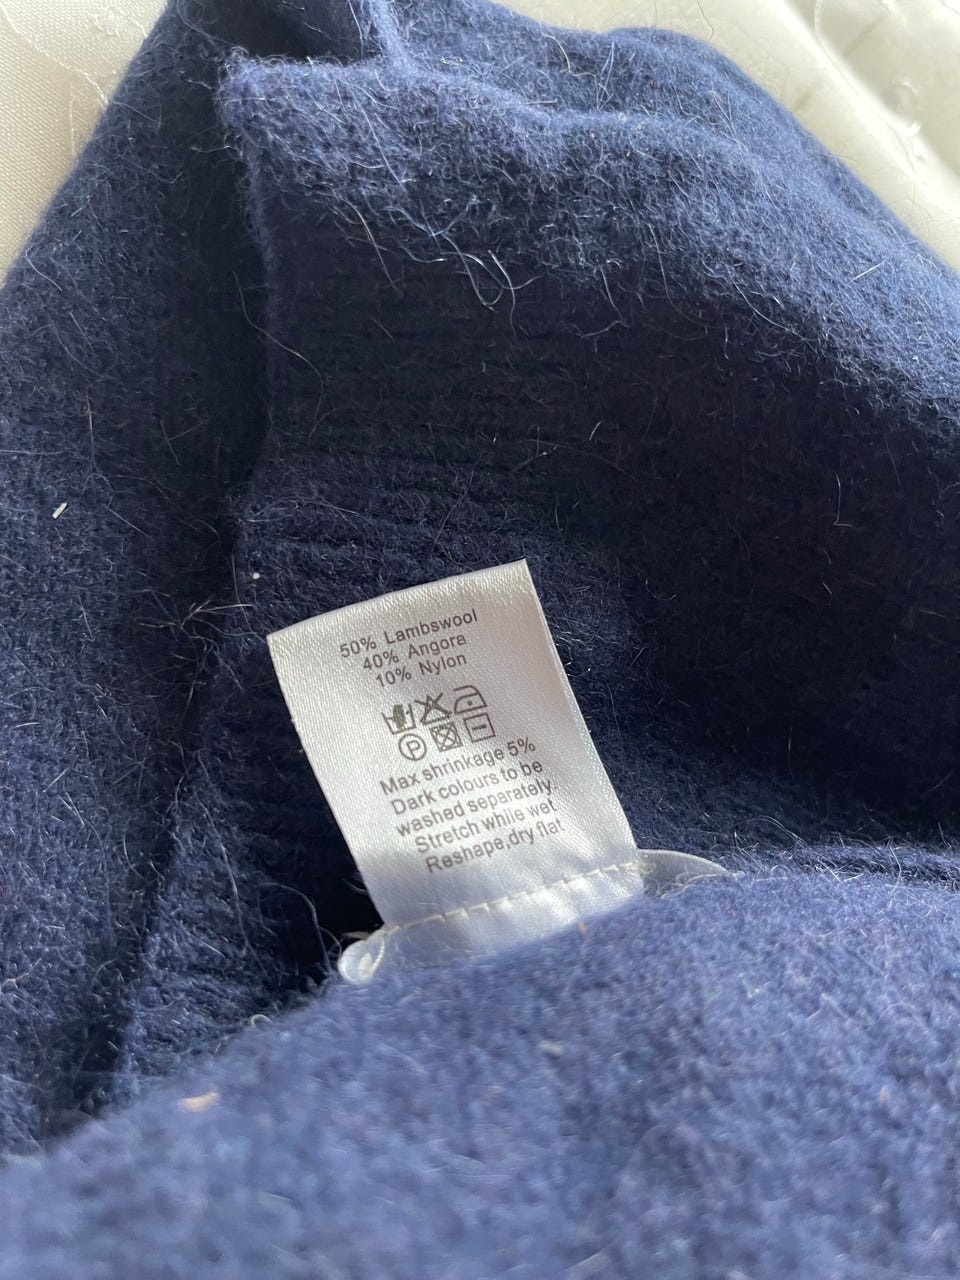 50% Lambswool
40% Angora
10% Nylon
P
Max shrinkage 5%
Dark colours to be
washed separately.
Stretch while wet
Reshape,dry flat